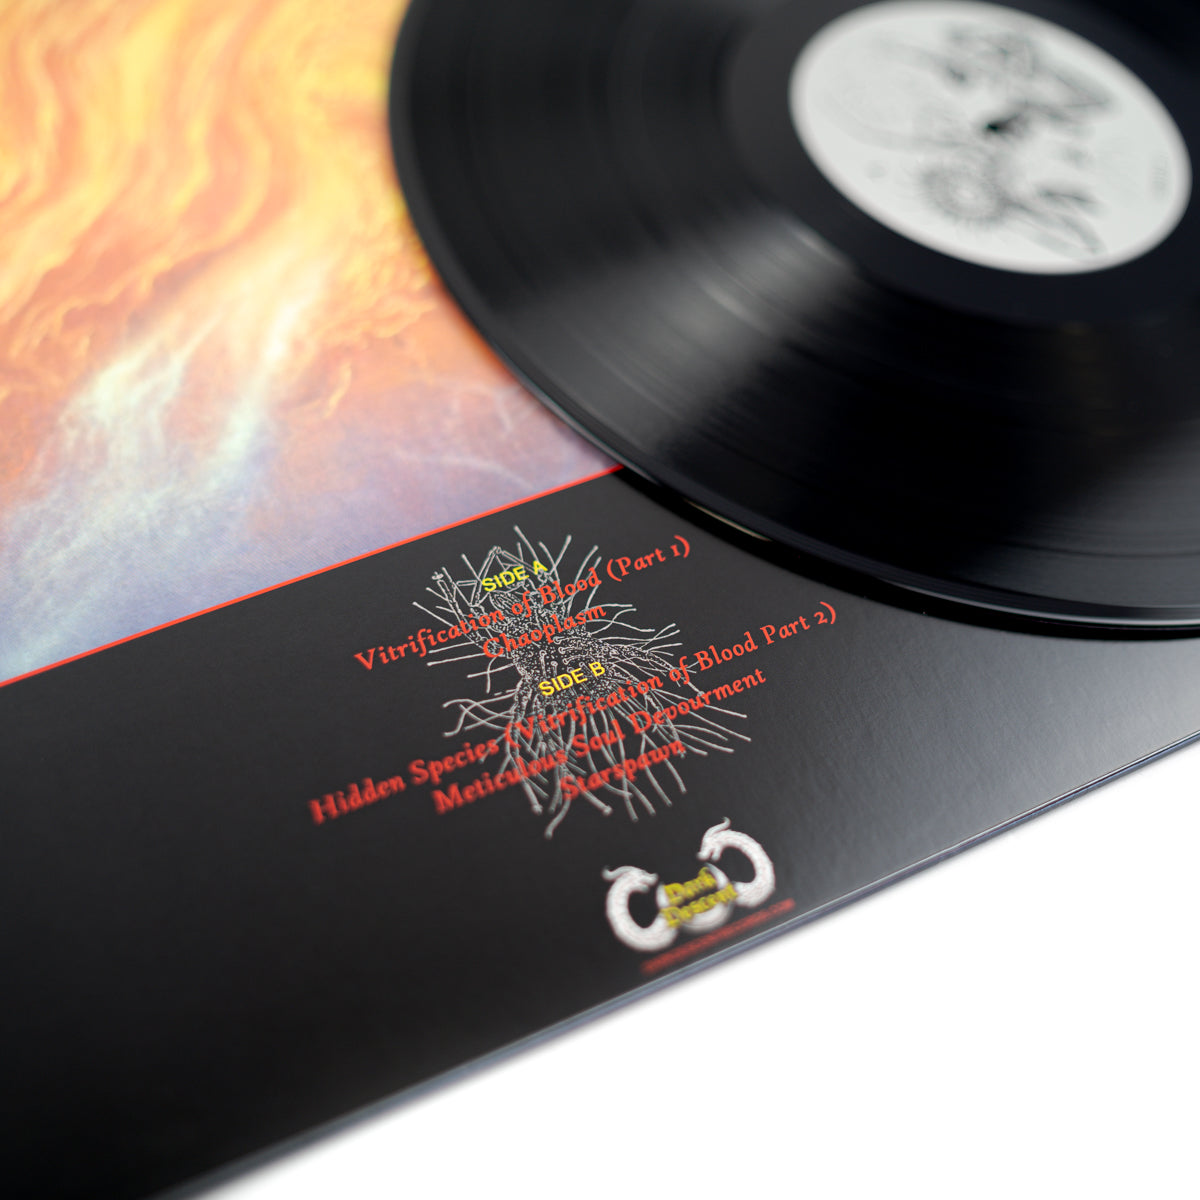 SIDE A
Vitrification of Blood (Part 1)
Chaoplasm
SIDE B
Hidden Species (Vitrification of Blood Part 2)
Meticulous Soul Devourment
Starspawn
Dark
Descent